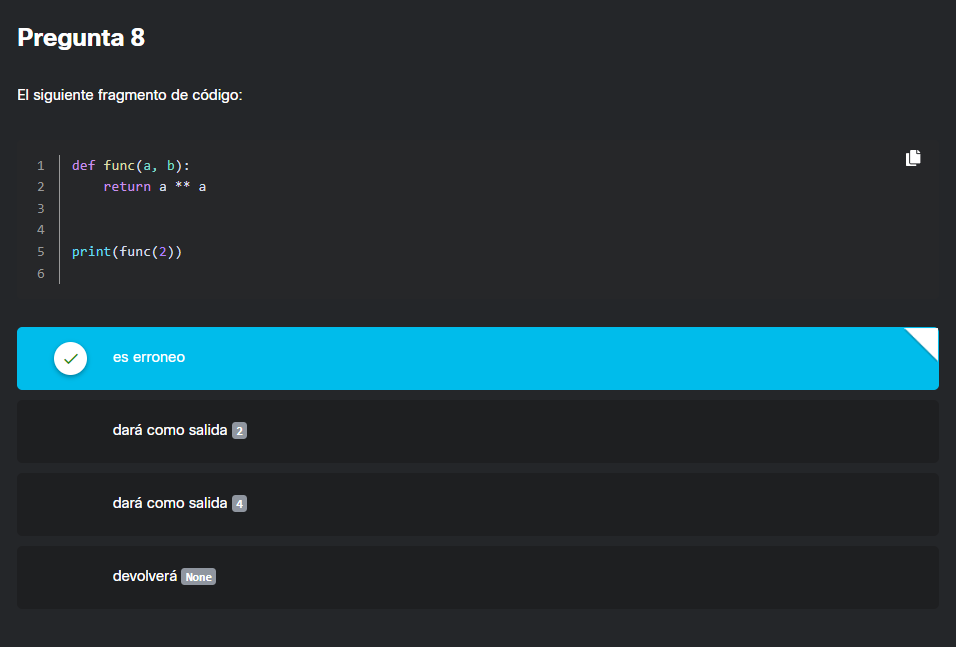 Pregunta 8
El siguiente fragmento de código:
1 def func(a, b):
2     return a ** a
3
4
5 print(func(2))
6
es erroneo
dará como salida 2
dará como salida 4
devolverá None